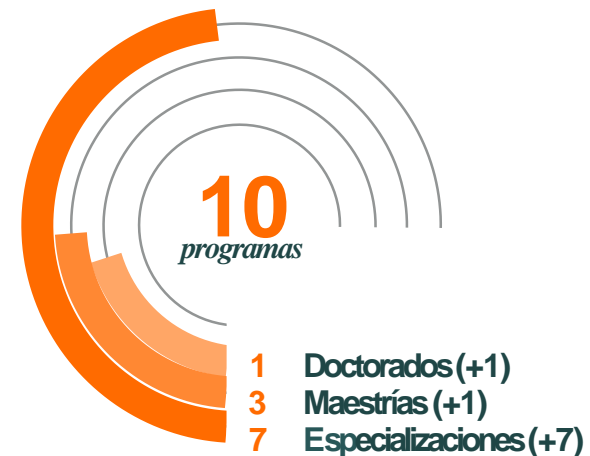 10
programas
1 Doctorados (+1)
3 Maestrías (+1)
7 Especializaciones (+7)